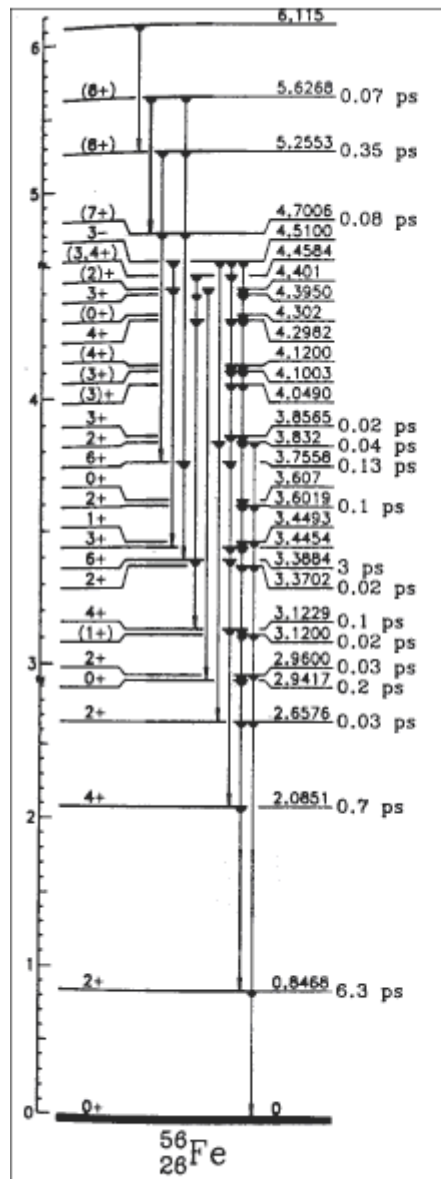 6.115
6
(8+) 5.6268 0.07 ps
(8+) 5.2553 0.35 ps
5
(7+) 4.7006 0.08 ps
3- 4.5100
(3,4+) 4.4584
(2)+ 4.401
3+ 4.3950
(0+) 4.302
4+ 4.2982
(4+) 4.1200
(3+) 4.1003
(3)+ 4.0490
4
3+ 3.8565 0.02 ps
2+ 3.832 0.04 ps
6+ 3.7558 0.13 ps
0+ 3.607
2+ 3.6019 0.1 ps
1+ 3.4493
3+ 3.4454
6+ 3.3884 3 ps
2+ 3.3702 0.02 ps
4+ 3.1229 0.1 ps
(1+) 3.1200 0.02 ps
3
2+ 2.9600 0.03 ps
0+ 2.9417 0.2 ps
2+ 2.6576 0.03 ps
4+ 2.0851 0.7 ps
2
1
2+ 0.8468 6.3 ps
0 0+ 0
56
26 Fe